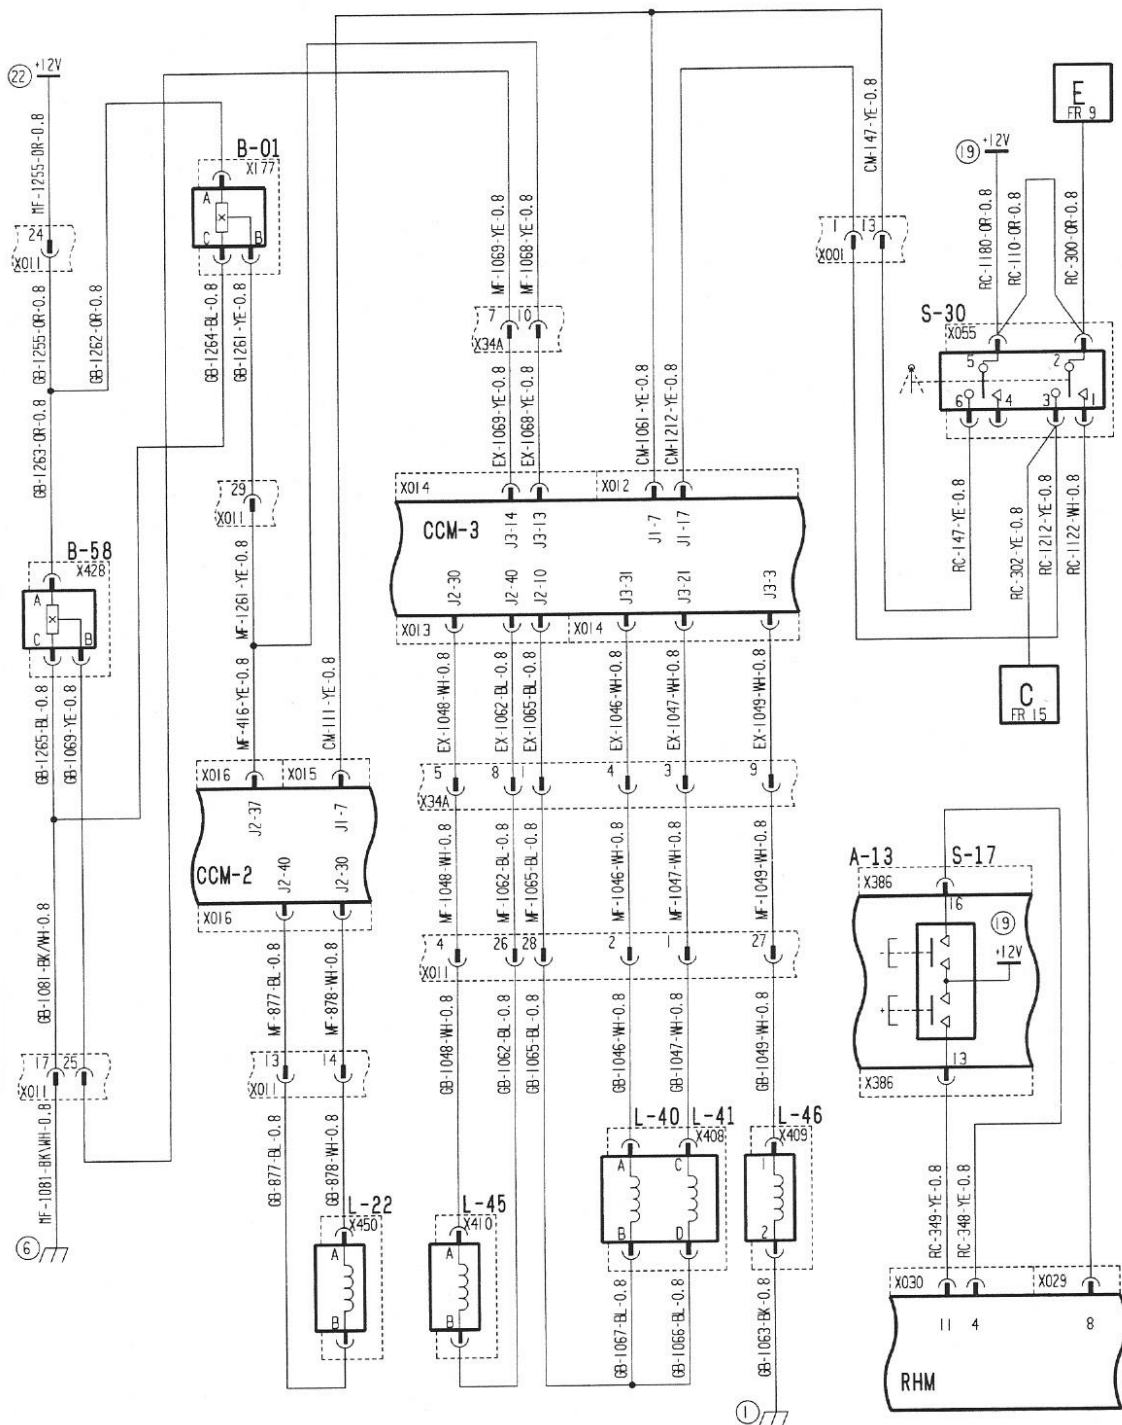 22
+12V
MF-1255-OR-0.8
24
X011
GB-1255-OR-0.8
GB-1262-OR-0.8
GB-1263-OR-0.8
B-01
X177
A
C
B
GB-1264-BL-0.8
GB-1261-YE-0.8
29
X011
MF-1261-YE-0.8
MF-416-YE-0.8
CM-111-YE-0.8
B-58
X428
A
C
B
GB-1265-BL-0.8
GB-1069-YE-0.8
GB-1081-BK/WH-0.8
17
25
X011
MF-1081-BK\WH-0.8
6
X016
X015
J2-37
J1-7
CCM-2
J2-40
J2-30
X016
MF-877-BL-0.8
MF-878-WH-0.8
13
14
X011
GB-877-BL-0.8
GB-878-WH-0.8
L-22
X450
A
B
MF-1069-YE-0.8
MF-1068-YE-0.8
7
10
X34A
EX-1069-YE-0.8
EX-1068-YE-0.8
CM-1061-YE-0.8
CM-1212-YE-0.8
X014
X012
CCM-3
J3-14
J3-13
J1-7
J1-17
J2-30
J2-40
J2-10
J3-31
J3-21
J3-3
X013
X014
EX-1048-WH-0.8
EX-1062-BL-0.8
EX-1065-BL-0.8
EX-1046-WH-0.8
EX-1047-WH-0.8
EX-1049-WH-0.8
5
8
1
4
3
9
X34A
MF-1048-WH-0.8
MF-1062-BL-0.8
MF-1065-BL-0.8
MF-1046-WH-0.8
MF-1047-WH-0.8
MF-1049-WH-0.8
4
26
28
2
1
27
X011
GB-1048-WH-0.8
GB-1062-BL-0.8
GB-1065-BL-0.8
GB-1046-WH-0.8
GB-1047-WH-0.8
GB-1049-WH-0.8
L-45
X410
A
B
L-40
L-41
X408
A
C
B
D
GB-1067-BL-0.8
GB-1066-BL-0.8
L-46
X409
1
2
GB-1063-BK-0.8
1
CM-147-YE-0.8
1
13
X001
E
FR 9
19
+12V
RC-1180-OR-0.8
RC-110-OR-0.8
RC-300-OR-0.8
S-30
X055
5
2
6
4
3
1
RC-147-YE-0.8
RC-302-YE-0.8
RC-1212-YE-0.8
RC-1122-WH-0.8
C
FR 15
A-13
S-17
X386
16
19
+12V
-
+
13
X386
RC-349-YE-0.8
RC-348-YE-0.8
X030
X029
11
4
8
RHM